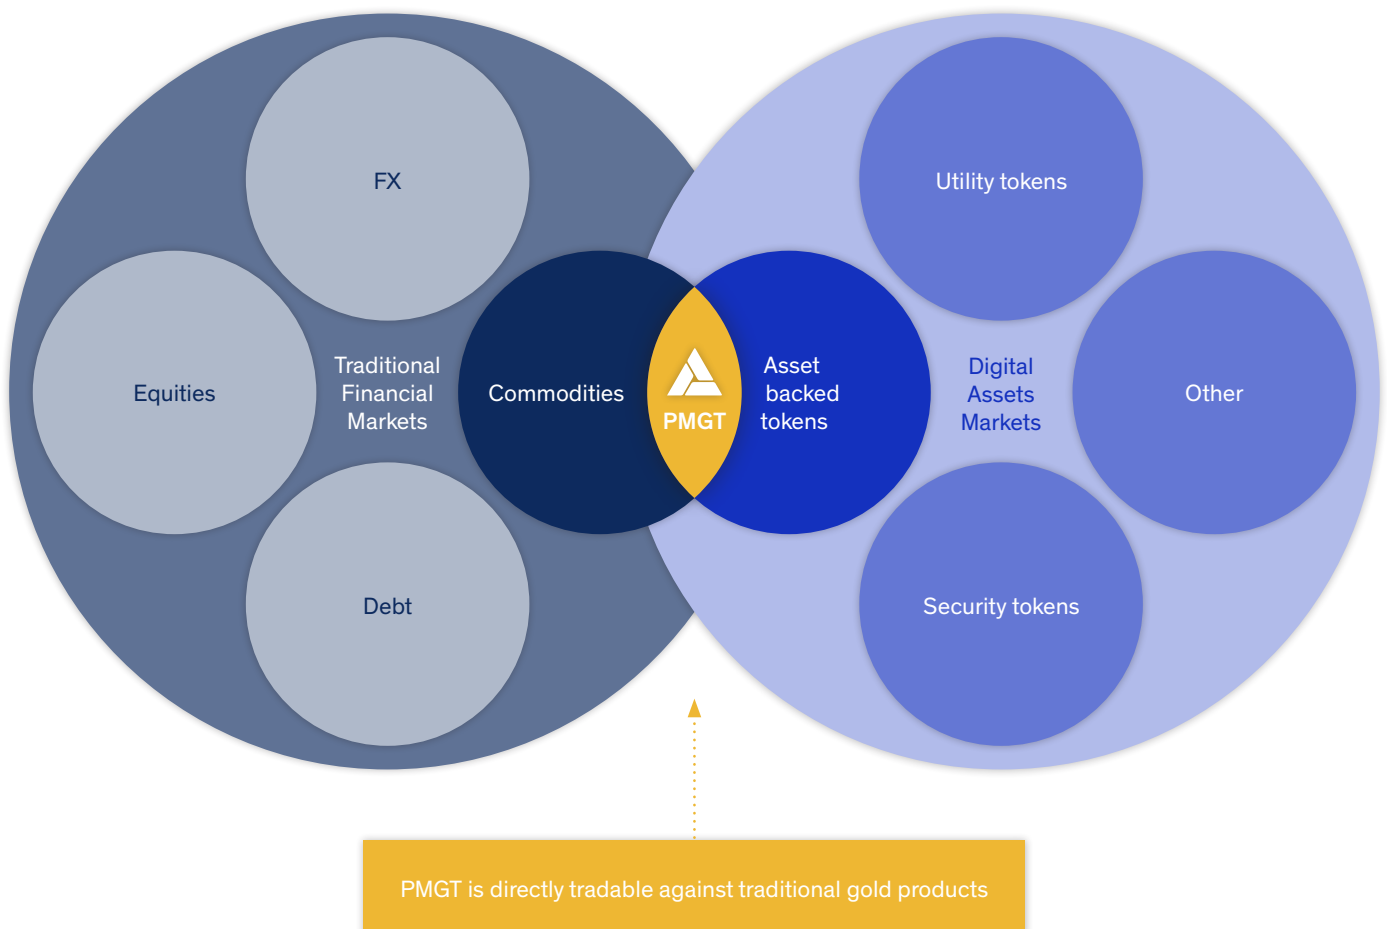 FX
Utility tokens
Equities
Traditional
Financial
Markets
Commodities
PMGT
Asset
backed
tokens
Digital
Assets
Markets
Other
Debt
Security tokens
PMGT is directly tradable against traditional gold products